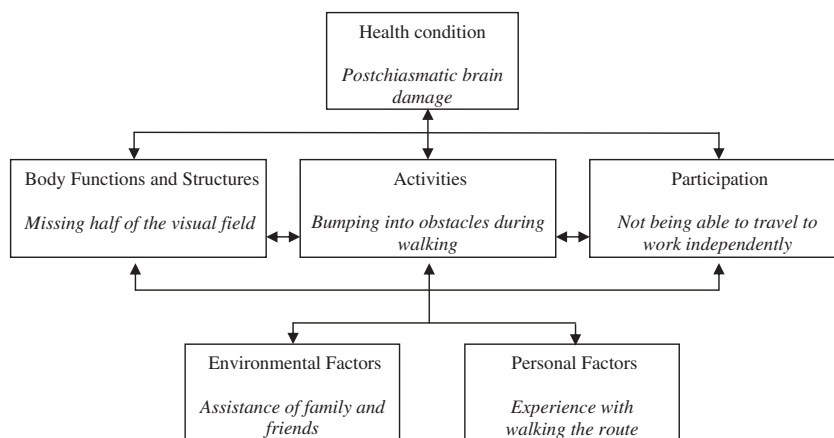 Health condition
Postchiasmatic brain
damage
Body Functions and Structures
Missing half of the visual field
Activities
Bumping into obstacles during
walking
Participation
Not being able to travel to
work independently
Environmental Factors
Assistance of family and
friends
Personal Factors
Experience with
walking the route